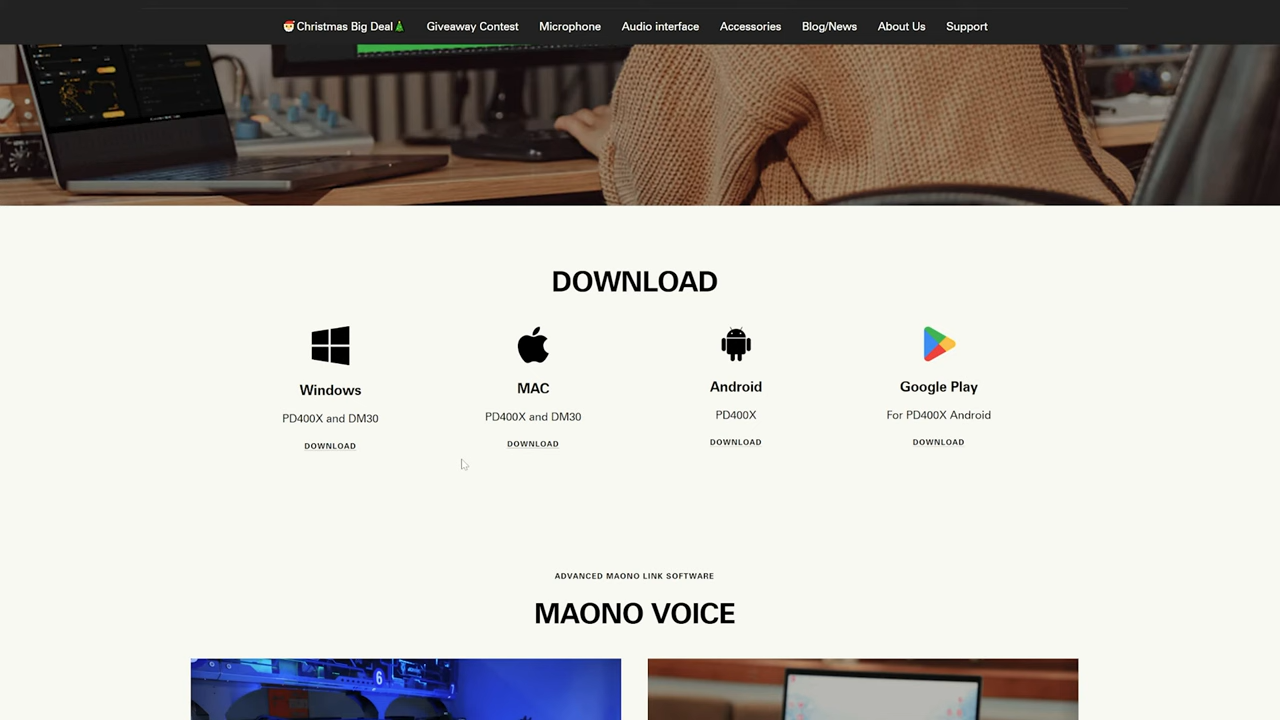 🎅Christmas Big Deal🎄 Giveaway Contest Microphone Audio interface Accessories Blog/News About Us Support
DOWNLOAD
Windows MAC Android Google Play
PD400X and DM30 PD400X and DM30 PD400X For PD400X Android
DOWNLOAD DOWNLOAD DOWNLOAD DOWNLOAD
ADVANCED MAONO LINK SOFTWARE
MAONO VOICE
6